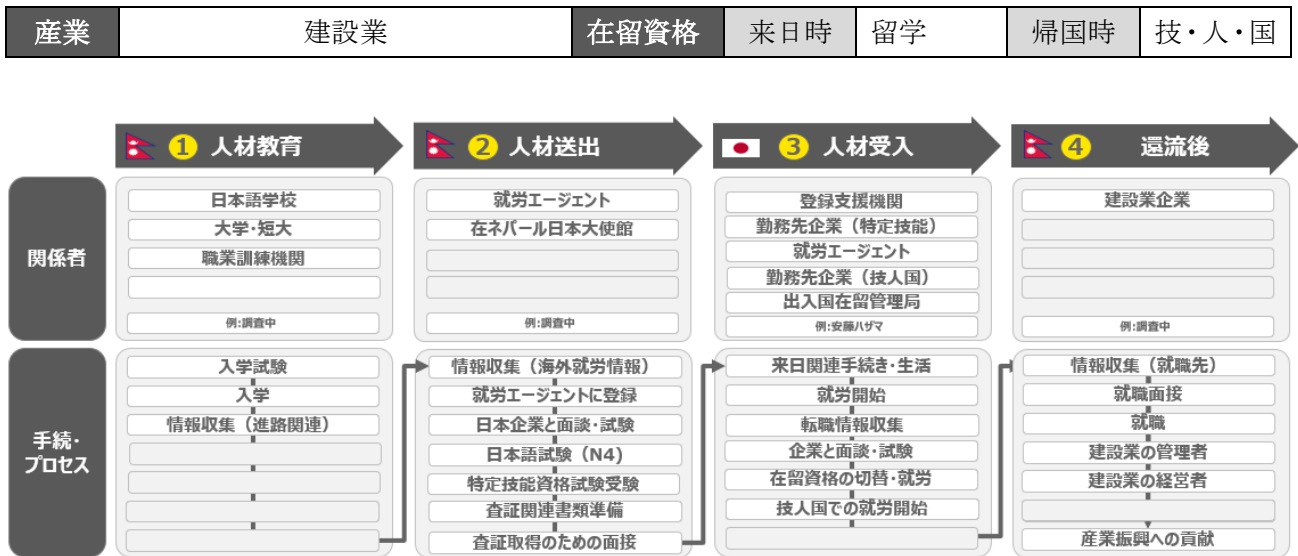 産業 建設業 在留資格 来日時 留学 帰国時 技・人・国
1 人材教育
2 人材送出
3 人材受入
4 還流後
関係者
日本語学校
大学・短大
職業訓練機関
例:調査中
就労エージェント
在ネパール日本大使館
例:調査中
登録支援機関
勤務先企業（特定技能）
就労エージェント
勤務先企業（技人国）
出入国在留管理局
例:安藤ハザマ
建設業企業
例:調査中
手続・
プロセス
入学試験
入学
情報収集（進路関連）
情報収集（海外就労情報）
就労エージェントに登録
日本企業と面談・試験
日本語試験（N4）
特定技能資格試験受験
査証関連書類準備
査証取得のための面接
来日関連手続き・生活
就労開始
転職情報収集
企業と面談・試験
在留資格の切替・就労
技人国での就労開始
情報収集（就職先）
就職面接
就職
建設業の管理者
建設業の経営者
産業振興への貢献